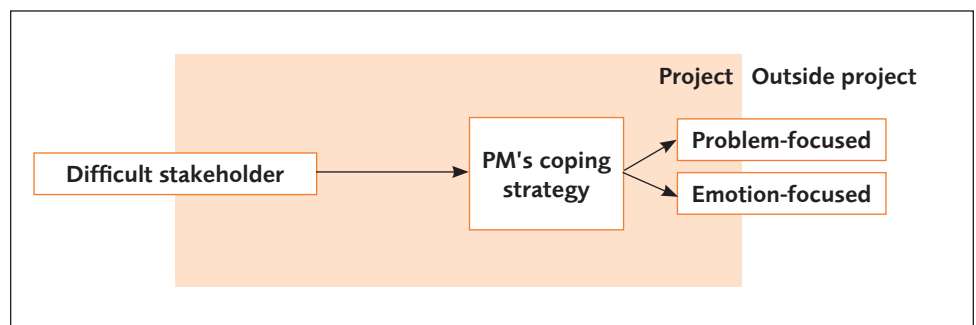 Project Outside project
Difficult stakeholder
PM's coping
strategy
Problem-focused
Emotion-focused